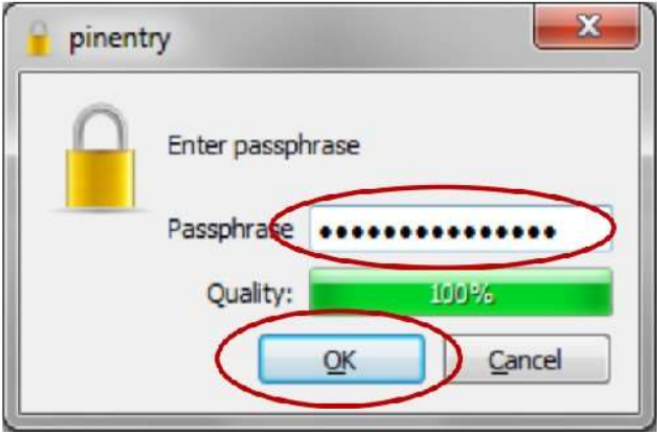 pinentry
Enter passphrase
Passphrase ●●●●●●●●●●●●●●●
Quality: 100%
OK Cancel